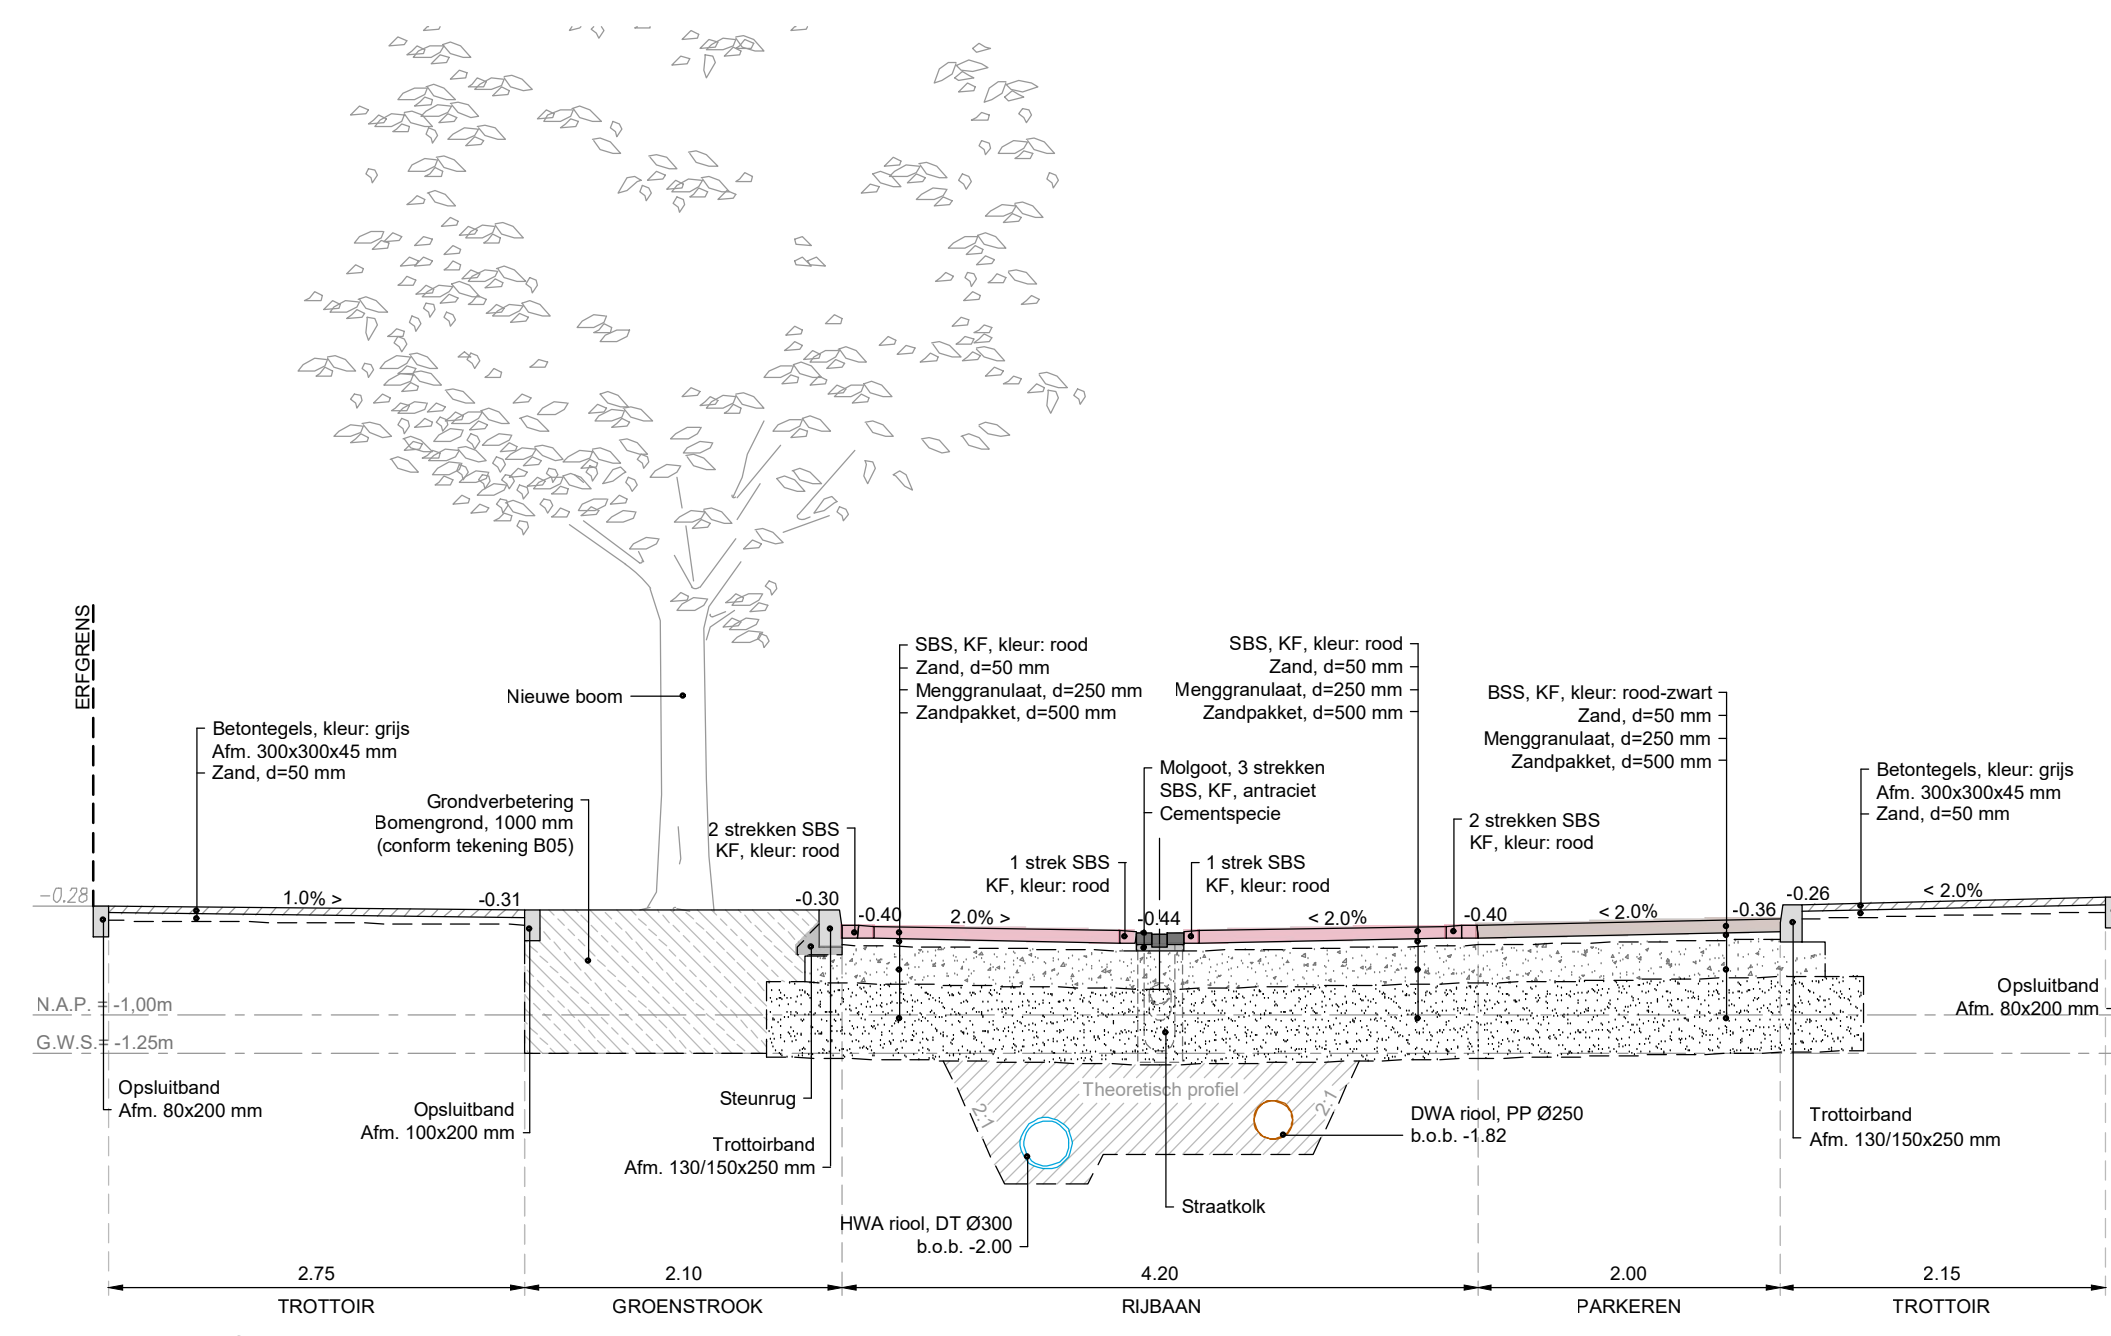 ERFGRENS
Nieuwe boom
Betontegels, kleur: grijs
Afm. 300x300x45 mm
Zand, d=50 mm
Grondverbetering
Bomengrond, 1000 mm
(conform tekening B05)
2 strekken SBS
KF, kleur: rood
SBS, KF, kleur: rood
Zand, d=50 mm
Menggranulaat, d=250 mm
Zandpakket, d=500 mm
SBS, KF, kleur: rood
Zand, d=50 mm
Menggranulaat, d=250 mm
Zandpakket, d=500 mm
BSS, KF, kleur: rood-zwart
Zand, d=50 mm
Menggranulaat, d=250 mm
Zandpakket, d=500 mm
Molgoot, 3 strekken
SBS, KF, antraciet
Cementspecie
1 strek SBS
KF, kleur: rood
1 strek SBS
KF, kleur: rood
2 strekken SBS
KF, kleur: rood
Betontegels, kleur: grijs
Afm. 300x300x45 mm
Zand, d=50 mm
-0.28
1.0% >
-0.31
-0.30
-0.40
2.0% >
-0.44
< 2.0%
-0.40
< 2.0%
-0.36
-0.26
< 2.0%
N.A.P. = -1,00m
G.W.S.= -1.25m
Opsluitband
Afm. 80x200 mm
Opsluitband
Afm. 80x200 mm
Opsluitband
Afm. 100x200 mm
Steunrug
Trottoirband
Afm. 130/150x250 mm
Theoretisch profiel
2:1
2:1
DWA riool, PP Ø250
b.o.b. -1.82
Trottoirband
Afm. 130/150x250 mm
Straatkolk
HWA riool, DT Ø300
b.o.b. -2.00
2.75
2.10
4.20
2.00
2.15
TROTTOIR
GROENSTROOK
RIJBAAN
PARKEREN
TROTTOIR